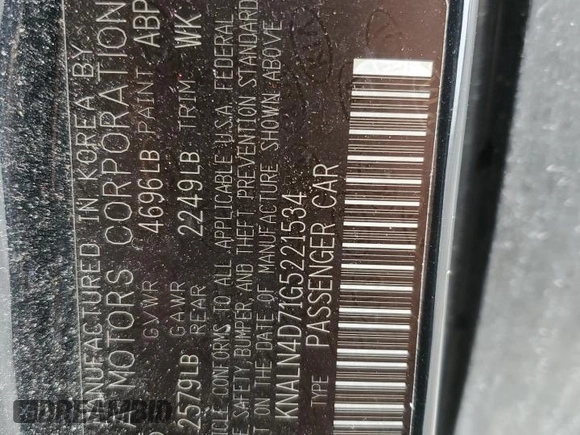 MANUFACTURED IN KOREA BY
MOTORS CORPORATION
GVWR 4696LB PAINT ABP
GAWR
2579LB REAR 2249LB TRIM WK
VEHICLE CONFORMS TO ALL APPLICABLE U.S.A. FEDERAL
SAFETY BUMPER, AND THEFT PREVENTION STANDARD
ON THE DATE OF MANUFACTURE SHOWN ABOVE.
KNALN4D71G5221534
TYPE PASSENGER CAR
DREAMBID